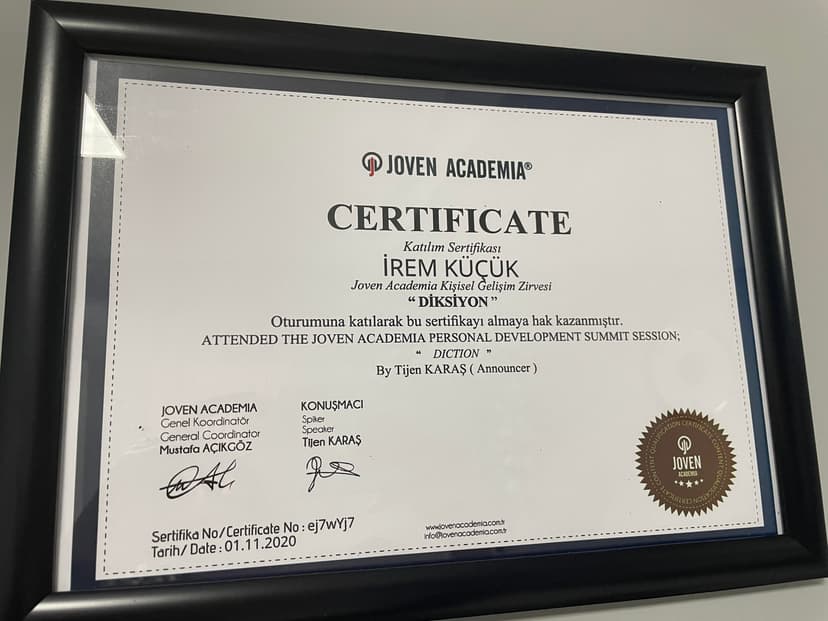 JOVEN ACADEMIA®
CERTIFICATE
Katılım Sertifikası
İREM KÜÇÜK
Joven Academia Kişisel Gelişim Zirvesi
“ DİKSİYON ”
Oturumuna katılarak bu sertifikayı almaya hak kazanmıştır.
ATTENDED THE JOVEN ACADEMIA PERSONAL DEVELOPMENT SUMMIT SESSION;
“ DICTION ”
By Tijen KARAŞ ( Announcer )
JOVEN ACADEMIA
Genel Koordinatör
General Coordinator
Mustafa AÇIKGÖZ
KONUŞMACI
Spiker
Speaker
Tijen KARAŞ
Sertifika No/Certificate No : ej7wYj7
Tarih/ Date : 01.11.2020
www.jovenacademia.com.tr
info@jovenacademia.com.tr
JOVEN
ACADEMIA